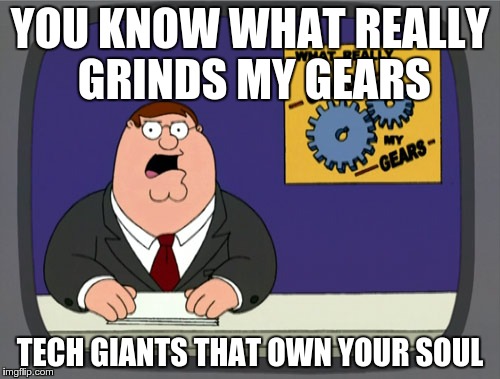 YOU KNOW WHAT REALLY
GRINDS MY GEARS
WHAT REALLY
MY
GEARS
TECH GIANTS THAT OWN YOUR SOUL
imgflip.com